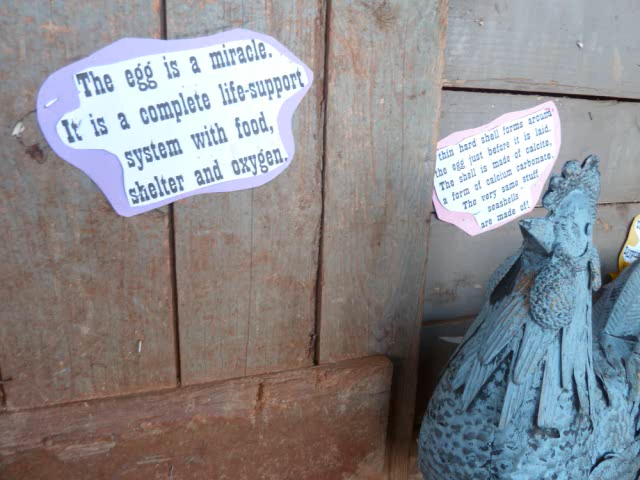 The egg is a miracle.
It is a complete life-support
system with food,
shelter and oxygen.
thin hard shell forms around
the egg just before it is laid.
The shell is made of calcite,
a form of calcium carbonate.
The very same stuff
seashells
are made of!